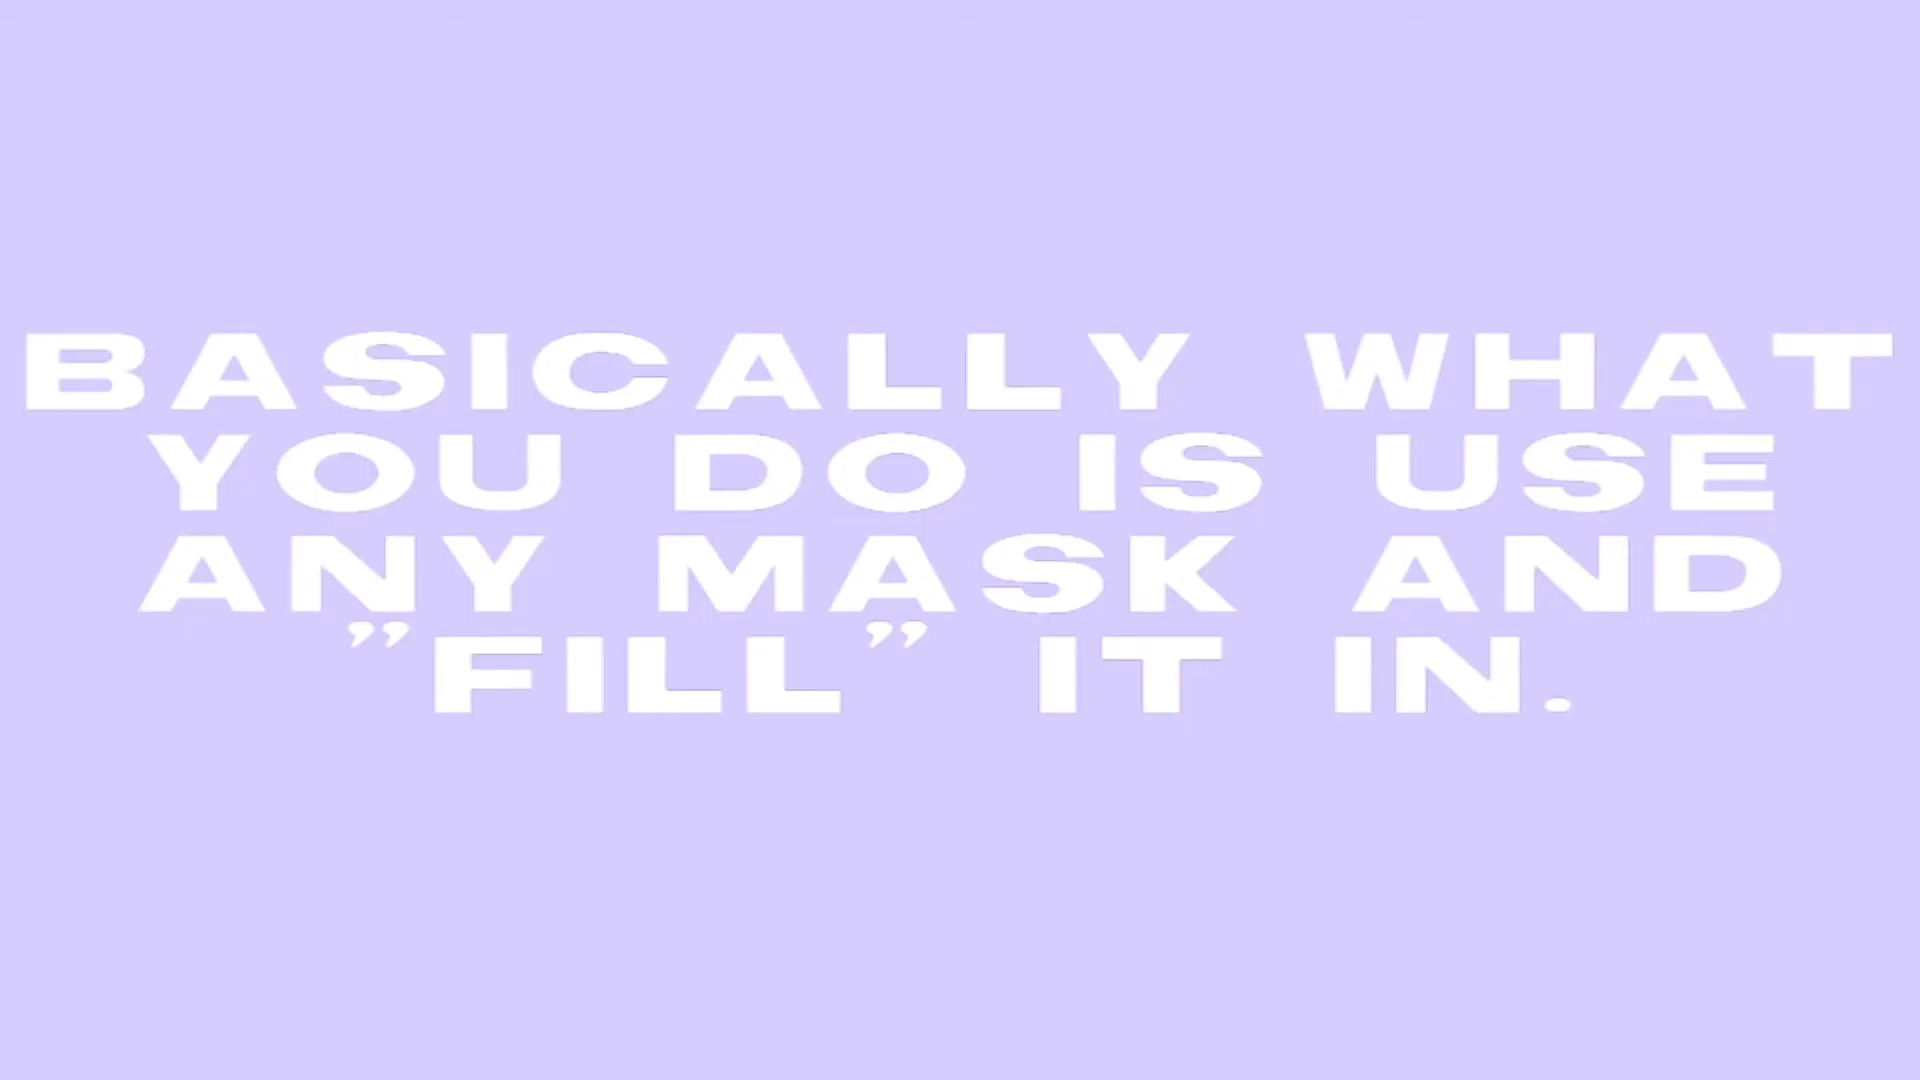 BASICALLY WHAT
YOU DO IS USE
ANY MASK AND
”FILL” IT IN.